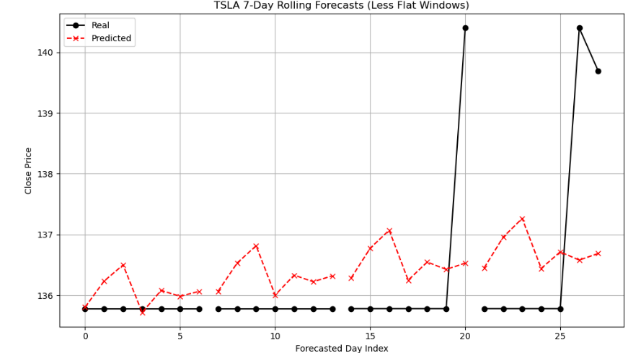 TSLA 7-Day Rolling Forecasts (Less Flat Windows)
Real
Predicted
140
139
138
137
136
Close Price
0
5
10
15
20
25
Forecasted Day Index